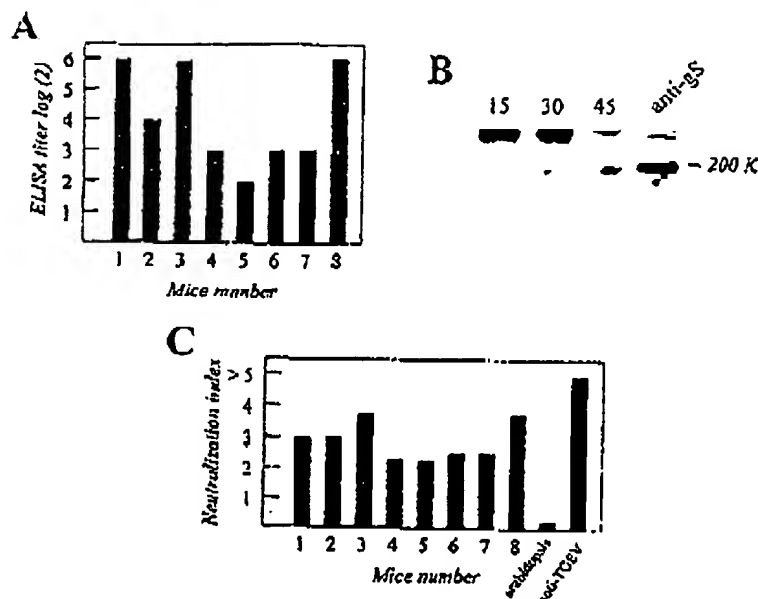 A
ELISA titer log (2)
6
5
4
3
2
1
1 2 3 4 5 6 7 8
Mice number
B
15 30 45 anti-gS
– 200 K
C
Neutralization index
> 5
4
3
2
1
1 2 3 4 5 6 7 8 arabidopsis anti-TGEV
Mice number